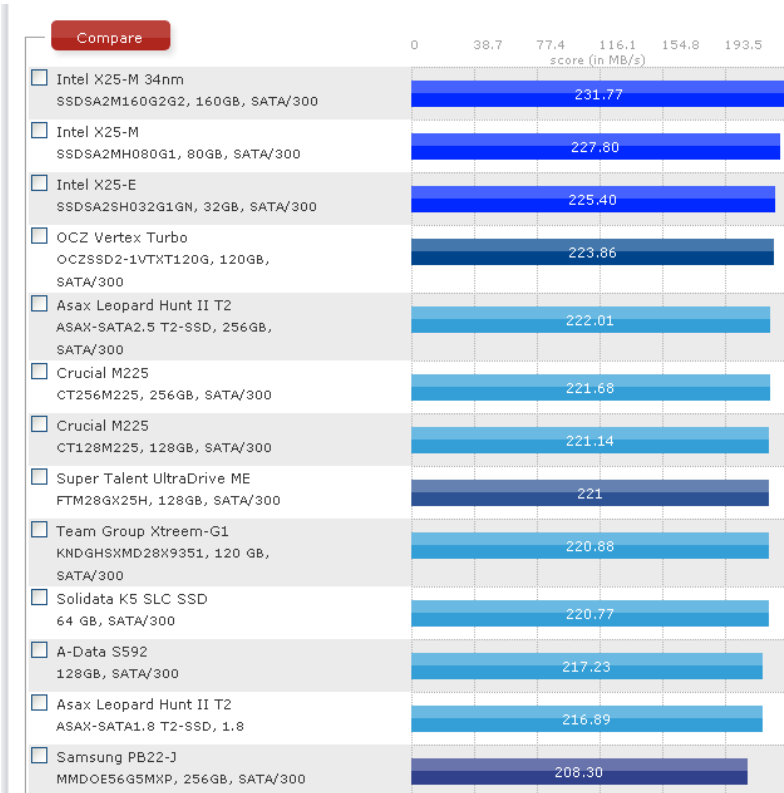 Compare
0 38.7 77.4 116.1 154.8 193.5
score (in MB/s)
Intel X25-M 34nm
SSDSA2M160G2G2, 160GB, SATA/300
231.77
Intel X25-M
SSDSA2MH080G1, 80GB, SATA/300
227.80
Intel X25-E
SSDSA2SH032G1GN, 32GB, SATA/300
225.40
OCZ Vertex Turbo
OCZSSD2-1VTXT120G, 120GB,
SATA/300
223.86
Asax Leopard Hunt II T2
ASAX-SATA2.5 T2-SSD, 256GB,
SATA/300
222.01
Crucial M225
CT256M225, 256GB, SATA/300
221.68
Crucial M225
CT128M225, 128GB, SATA/300
221.14
Super Talent UltraDrive ME
FTM28GX25H, 128GB, SATA/300
221
Team Group Xtreem-G1
KNDGHSXMD28X9351, 120 GB,
SATA/300
220.88
Solidata K5 SLC SSD
64 GB, SATA/300
220.77
A-Data S592
128GB, SATA/300
217.23
Asax Leopard Hunt II T2
ASAX-SATA1.8 T2-SSD, 1.8
216.89
Samsung PB22-J
MMDOE56G5MXP, 256GB, SATA/300
208.30